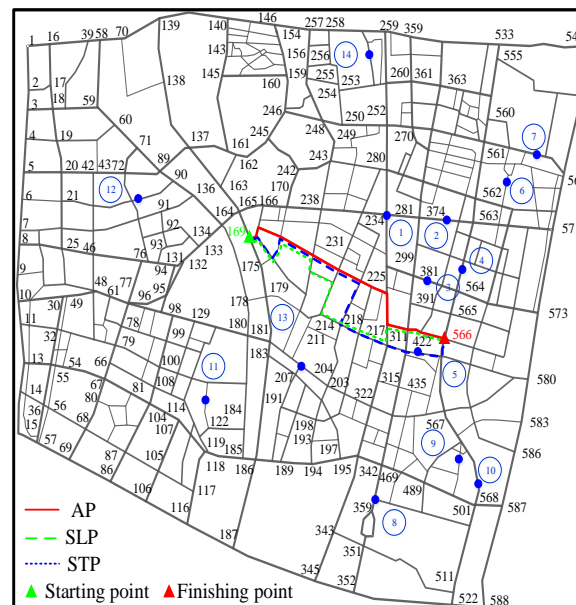 1 16 39 58 70 139 140 146 257 258 259 359 533 54
143 154 156 256 14 555
2 17 138 145 160 159 255 253 260 361 363
3 18 59 254 252 560
4 19 60 71 137 161 245 246 248 250 249 270 7
5 20 42 43 72 89 90 162 242 243 280 561 56
6 21 12 136 163 170 562 6
91 164 165 166 238 234 281 374 563
7 92 134 169 1 2 57
8 25 46 76 93 133 231 299 4
9 94 131 132 175 225 381 3 564
10 48 61 77 96 95 179 391
11 30 49 98 129 178 13 218 565 573
32 78 99 180 181 214 217 311 566
13 79 100 211 422
54 66 183 204 5
14 55 67 108 11 207 203 315 435 580
36 56 80 81 114 184 191 322
15 68 104 122 198 583
57 69 87 107 119 193 197 9 567
86 105 118 185 186 189 194 195 342 469 10 586
106 117 489 568
116 359 8 501 587
187 343
351
345 352 511
522 588
AP
SLP
STP
Starting point Finishing point